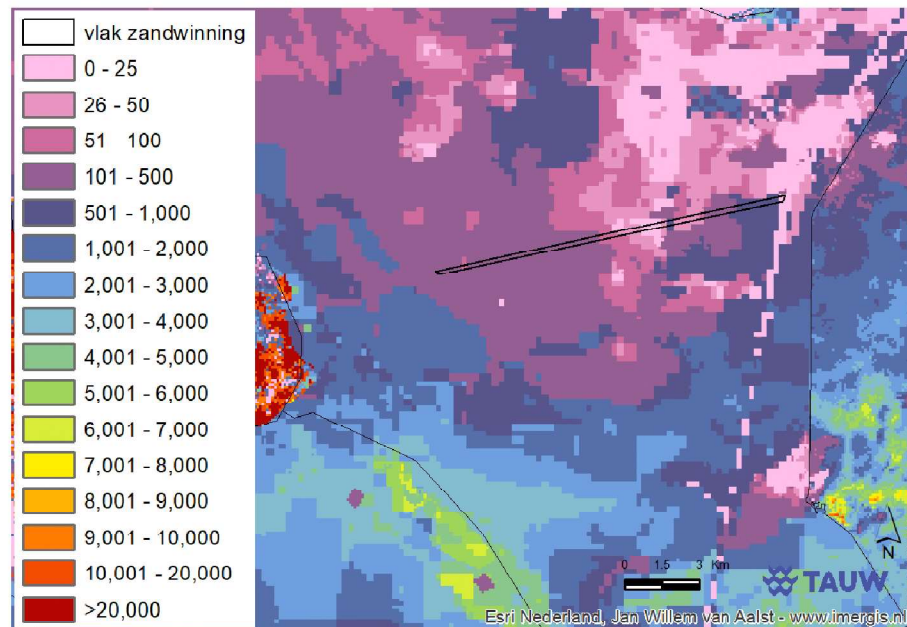 vlak zandwinning
0 - 25
26 - 50
51 100
101 - 500
501 - 1,000
1,001 - 2,000
2,001 - 3,000
3,001 - 4,000
4,001 - 5,000
5,001 - 6,000
6,001 - 7,000
7,001 - 8,000
8,001 - 9,000
9,001 - 10,000
10,001 - 20,000
>20,000
0 1.5 3 Km
N
TAUW
Esri Nederland, Jan Willem van Aalst - www.imergis.nl